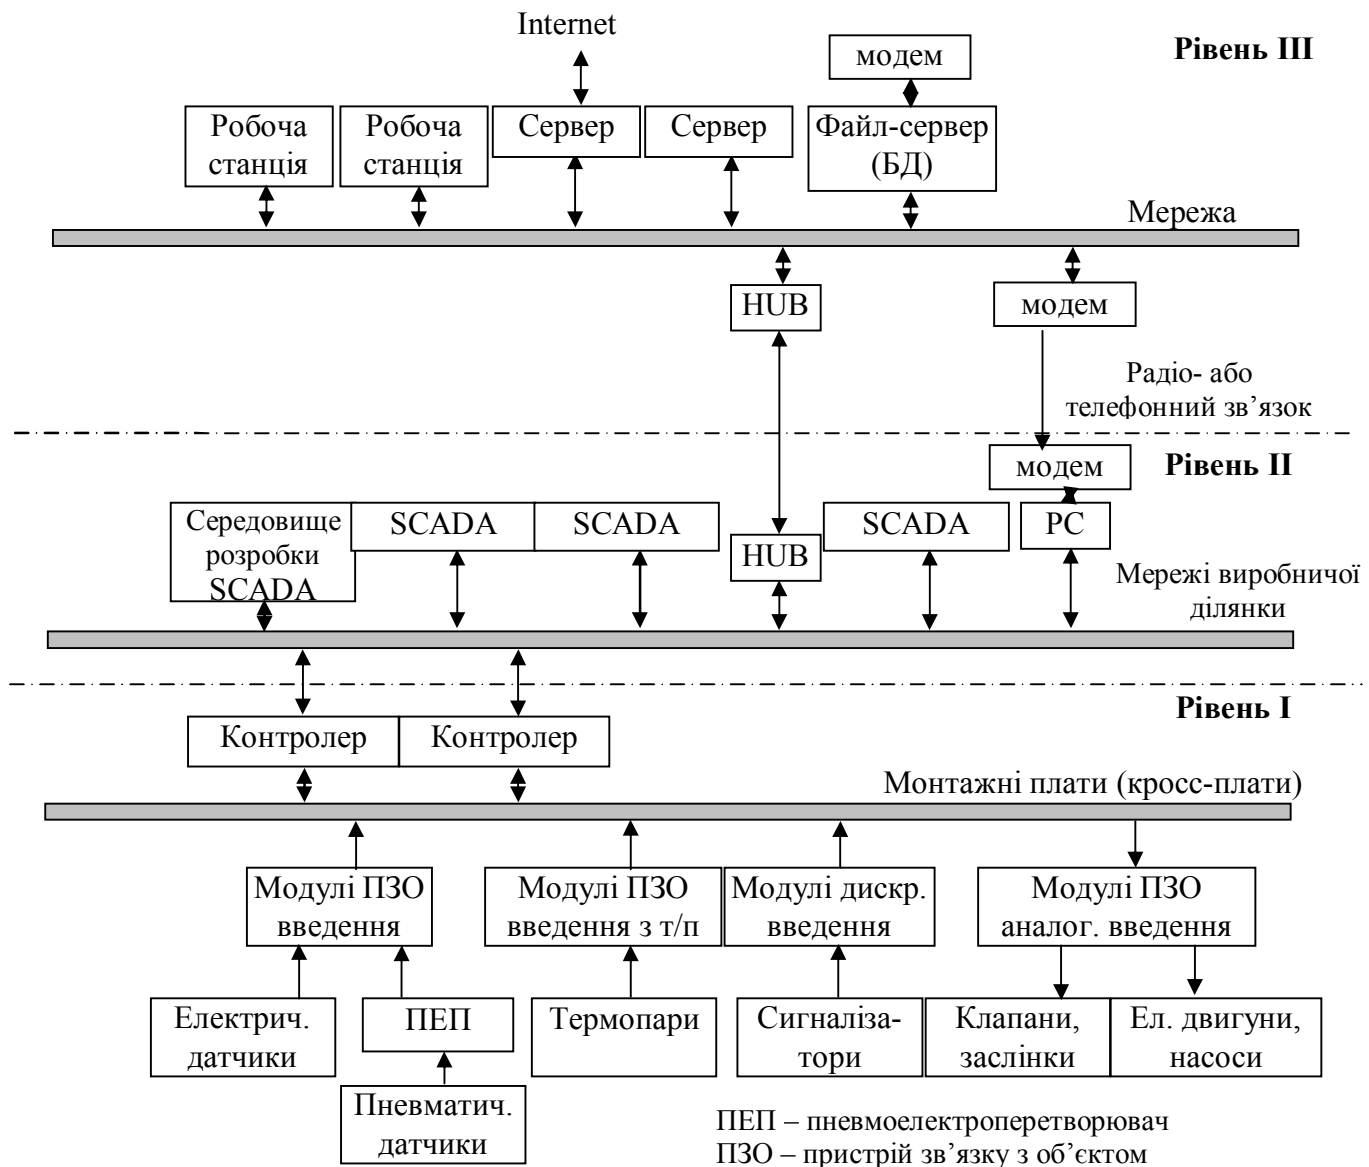 Internet
модем
Рівень III
Робоча
станція
Робоча
станція
Сервер
Сервер
Файл-сервер
(БД)
Мережа
HUB
модем
Радіо- або
телефонний зв’язок
модем
Рівень II
Середовище
розробки
SCADA
SCADA
SCADA
HUB
SCADA
PC
Мережі виробничої
ділянки
Рівень I
Контролер
Контролер
Монтажні плати (кросс-плати)
Модулі ПЗО
введення
Модулі ПЗО
введення з т/п
Модулі дискр.
введення
Модулі ПЗО
аналог. введення
Електрич.
датчики
ПЕП
Термопари
Сигналіза-
тори
Клапани,
заслінки
Ел. двигуни,
насоси
Пневматич.
датчики
ПЕП – пневмоелектроперетворювач
ПЗО – пристрій зв’язку з об’єктом